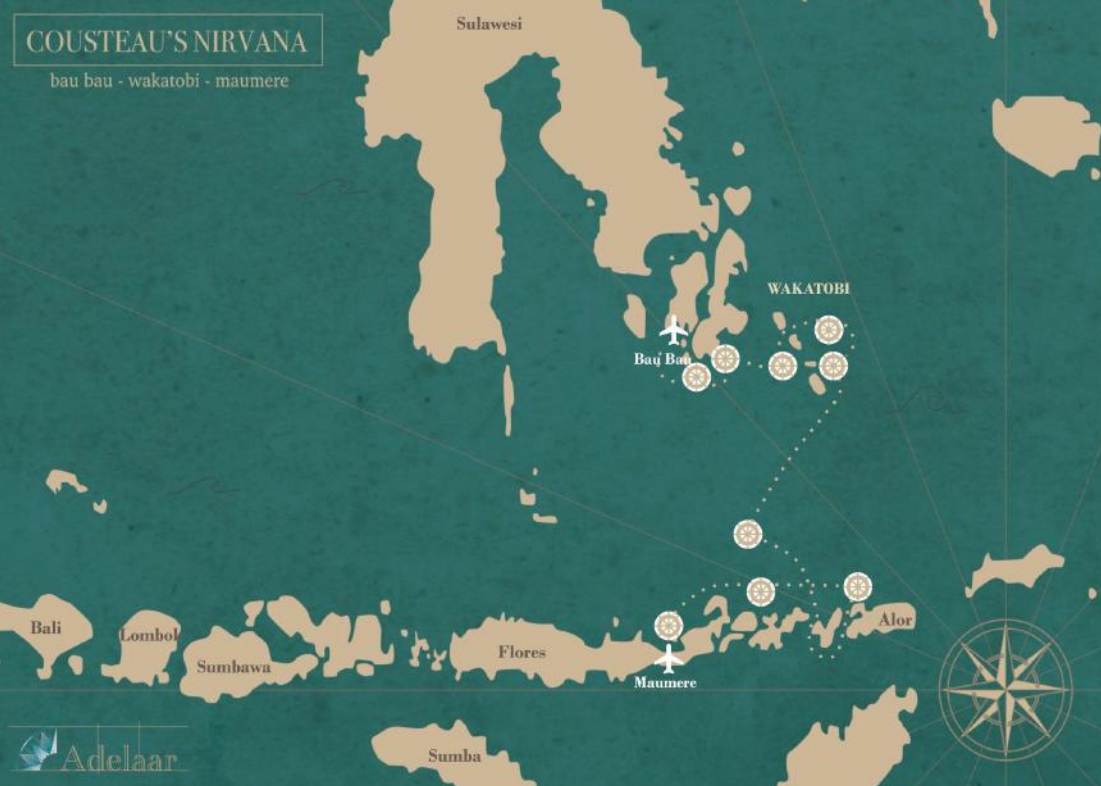 COUSTEAU'S NIRVANA
bau bau - wakatobi - maumere
Sulawesi
WAKATOBI
Bau Bau
Bali
Lombok
Sumbawa
Flores
Alor
Maumere
Sumba
Adelaar